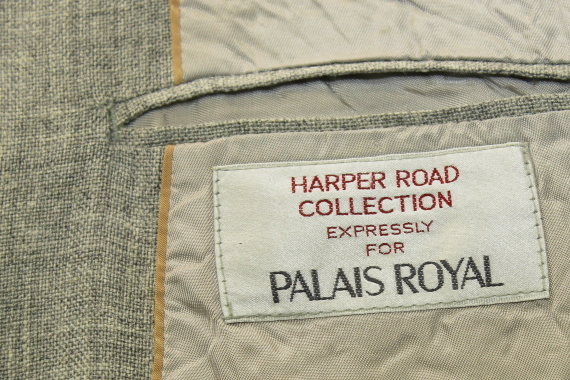 HARPER ROAD
COLLECTION
EXPRESSLY
FOR
PALAIS ROYAL